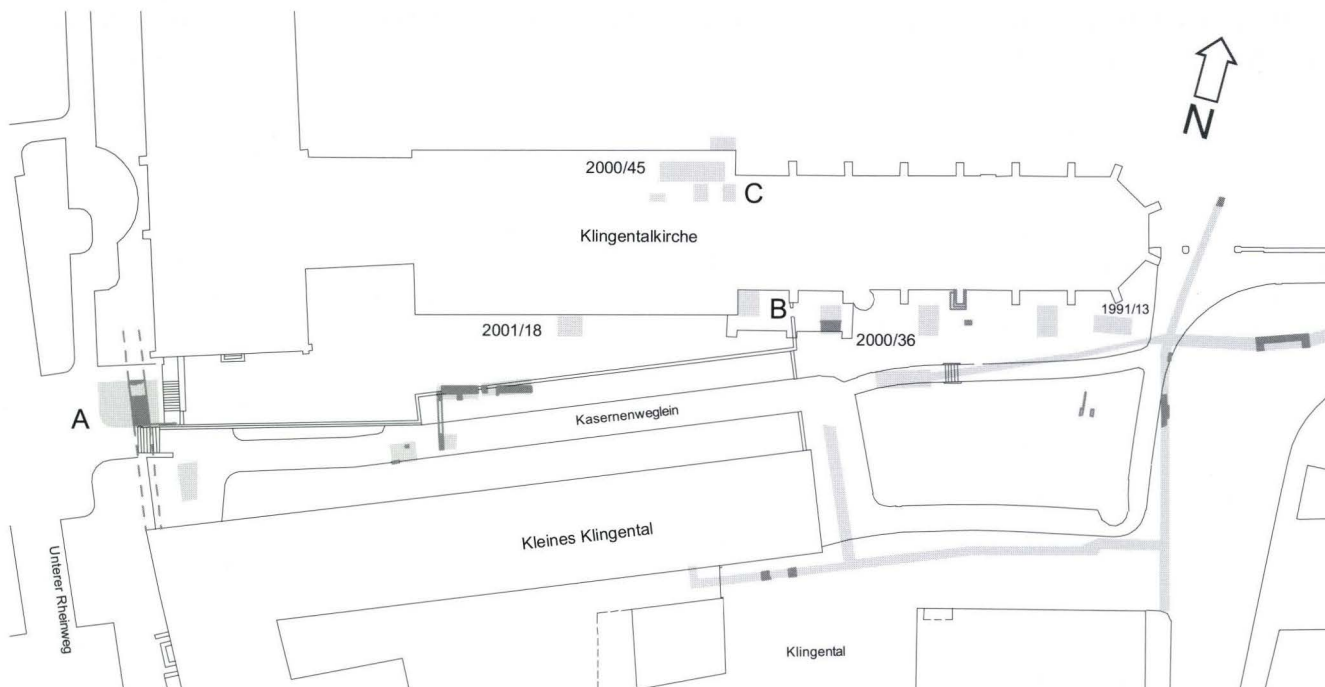 N
2000/45
C
Klingentalkirche
B
1991/13
2001/18
2000/36
A
Kasernenweglein
Kleines Klingental
Unterer Rheinweg
Klingental